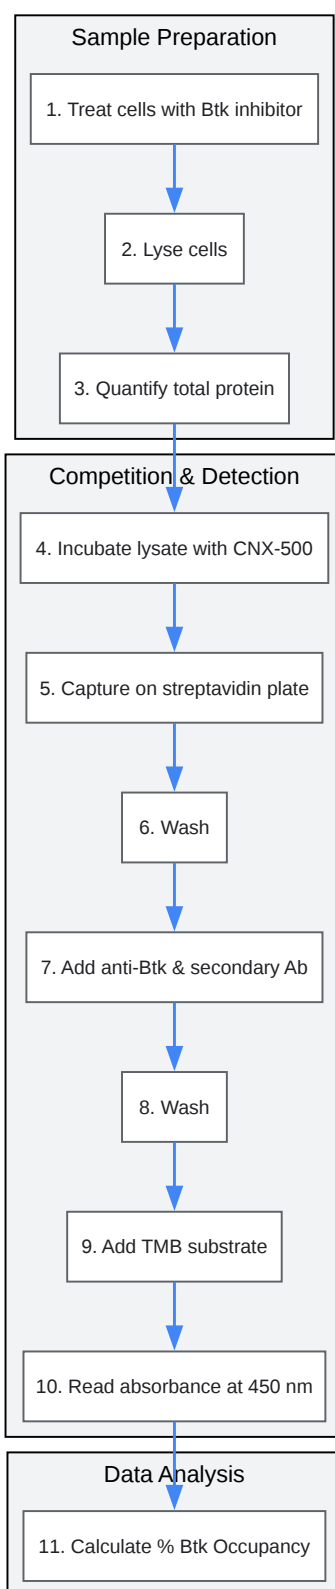 Sample Preparation
1. Treat cells with Btk inhibitor
2. Lyse cells
3. Quantify total protein
Competition & Detection
4. Incubate lysate with CNX-500
5. Capture on streptavidin plate
6. Wash
7. Add anti-Btk & secondary Ab
8. Wash
9. Add TMB substrate
10. Read absorbance at 450 nm
Data Analysis
11. Calculate % Btk Occupancy